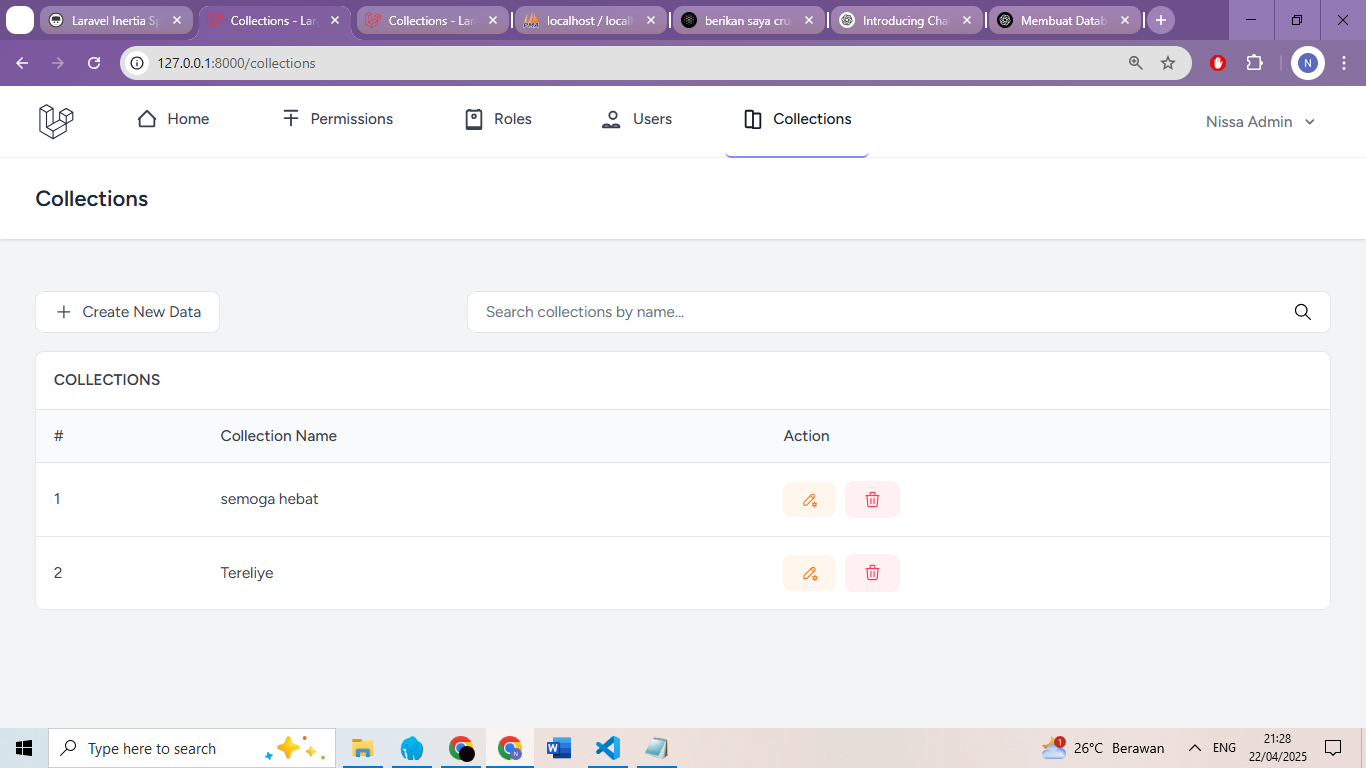 Laravel Inertia Sp
Collections - Lar
Collections - Lar
localhost / local
berikan saya cru
Introducing Cha
Membuat Datab
127.0.0.1:8000/collections
N
Home
Permissions
Roles
Users
Collections
Nissa Admin
Collections
+ Create New Data
Search collections by name...
COLLECTIONS
# Collection Name Action
1 semoga hebat
2 Tereliye
Type here to search
1
26°C Berawan
ENG
21:28
22/04/2025